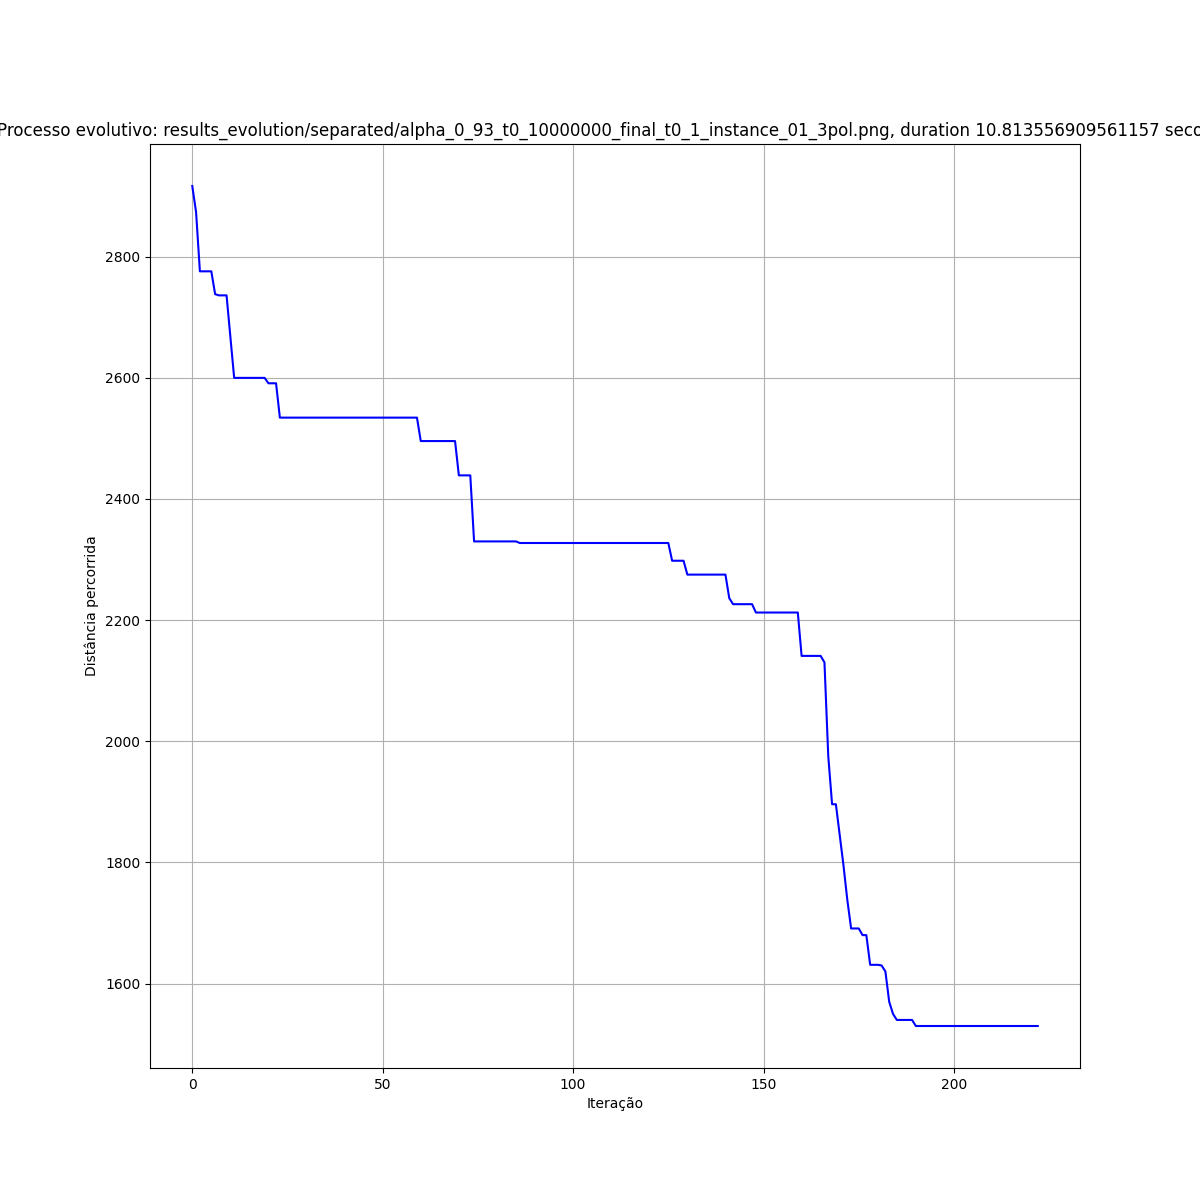 Processo evolutivo: results_evolution/separated/alpha_0_93_t0_10000000_final_t0_1_instance_01_3pol.png, duration 10.813556909561157 seco
2800
2600
2400
2200
2000
1800
1600
Distância percorrida
0 50 100 150 200
Iteração